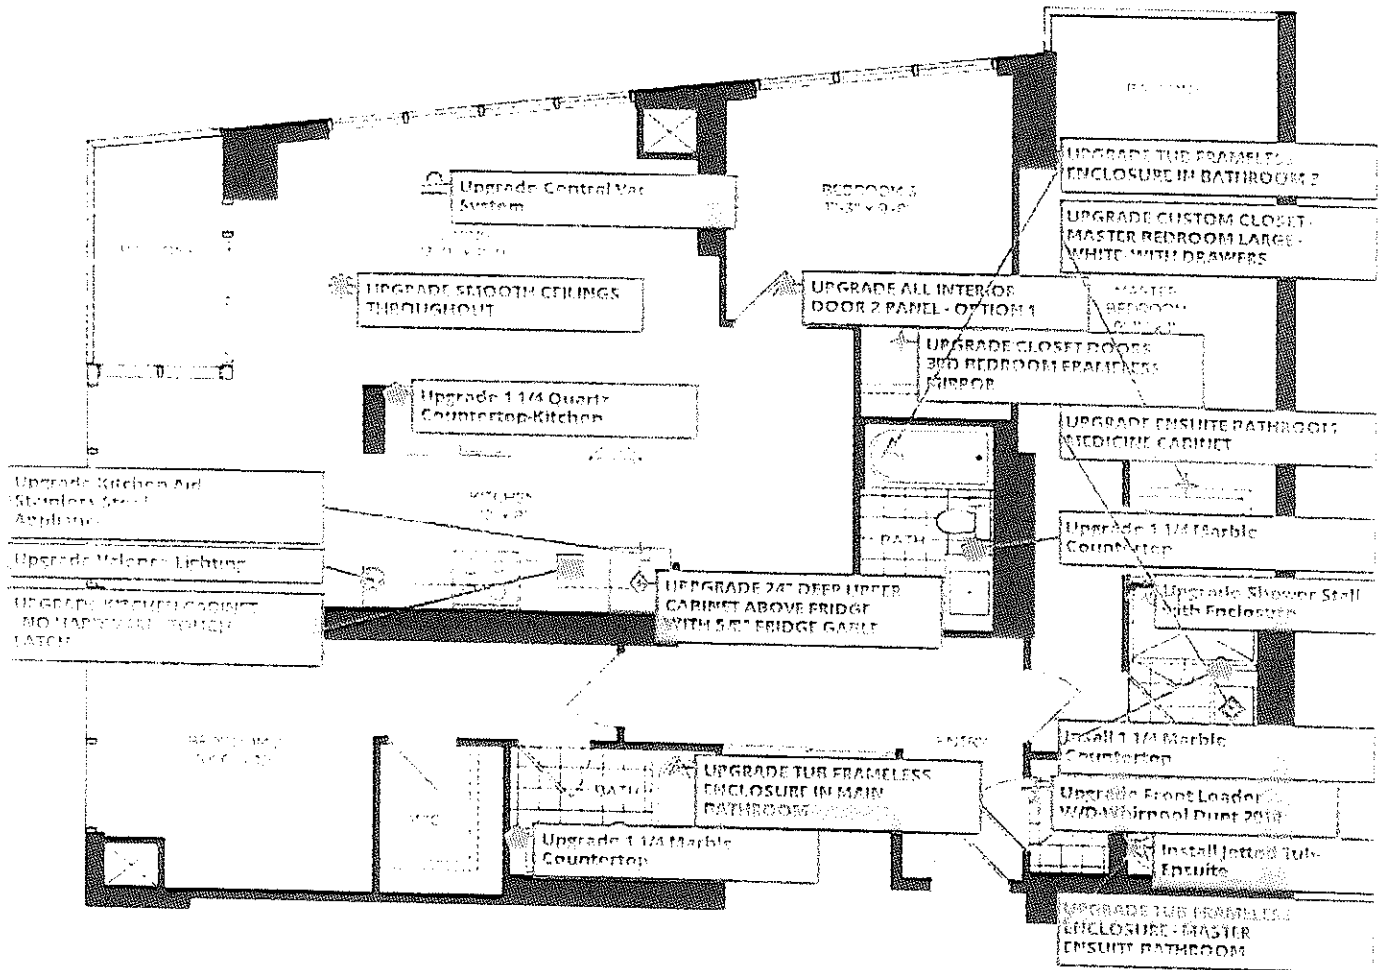 UPGRADE TUB FRAMELESS
ENCLOSURE IN BATHROOM 2
Upgrade Central Vac
System
BEDROOM 3
UPGRADE CUSTOM CLOSET-
MASTER BEDROOM LARGE -
WHITE-WITH DRAWERS
UPGRADE SMOOTH CEILINGS
THROUGHOUT
UPGRADE ALL INTERIOR
DOOR 2 PANEL - OPTION 1
MASTER
BEDROOM
UPGRADE CLOSET DOORS
3RD BEDROOM FRAMELESS
MIRROR
Upgrade 1 1/4 Quartz
Countertop-Kitchen
UPGRADE ENSUITE BATHROOM
MEDICINE CABINET
Upgrade Kitchen Aid
Stainless Steel
KITCHEN
Upgrade 1 1/4 Marble
Countertop
BATH
Upgrade Valence Lighting
UPPGRADE 24" DEEP UPPER
CABINET ABOVE FRIDGE
WITH 5/8" FRIDGE GABLE
Upgrade Shower Stall
with Enclosure
UPGRADE KITCHEN CABINET
- NO HARDWARE - TOUCH
LATCH
ENTRY
Install 1 1/4 Marble
Countertop
UPGRADE TUB FRAMELESS
ENCLOSURE IN MAIN
BATHROOM
BATH
Upgrade Front Loader
W/D-Whirpool Duet
Upgrade 1 1/4 Marble
Countertop
Install Jetted Tub-
Ensuite
UPGRADE TUB FRAMELESS
ENCLOSURE - MASTER
ENSUITE BATHROOM